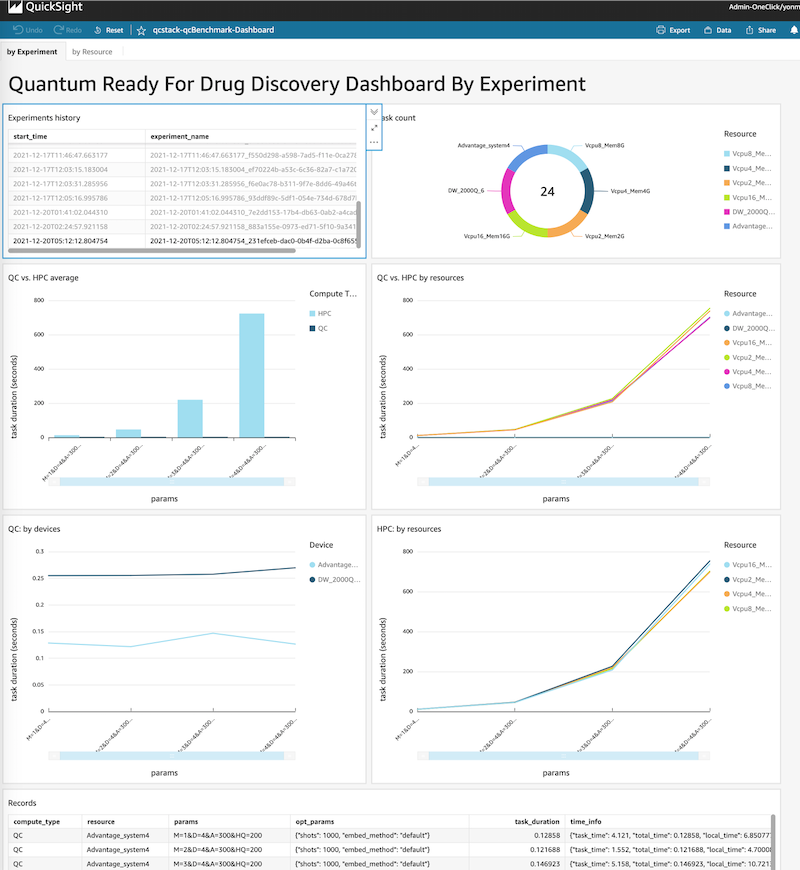 QuickSight
Admin-OneClick/yonm
Undo Redo Reset qcstack-qcBenchmark-Dashboard Export Data Share
by Experiment by Resource
Quantum Ready For Drug Discovery Dashboard By Experiment
Experiments history
start_time experiment_name
2021-12-17T11:46:47.663177 2021-12-17T11:46:47.663177_f550d298-a598-7ad5-f11e-0ca27
2021-12-17T12:03:15.183004 2021-12-17T12:03:15.183004_ef70224b-a53c-6c36-82a7-c1a72
2021-12-17T12:03:31.285956 2021-12-17T12:03:31.285956_f6e0ac78-b311-9f7e-8dd6-49a46
2021-12-17T12:05:16.995786 2021-12-17T12:05:16.995786_93ddf89c-5df1-054e-734d-678d7
2021-12-20T01:41:02.044310 2021-12-20T01:41:02.044310_7e2dd153-17b4-db63-0ab2-a4cad
2021-12-20T02:24:57.921158 2021-12-20T02:24:57.921158_883a155e-0973-ed71-5f10-9a341
2021-12-20T05:12:12.804754 2021-12-20T05:12:12.804754_231efceb-dac0-0b4f-d2ba-0c8f65
ask count
Advantage_system4
Vcpu8_Mem8G
DW_2000Q_6
24
Vcpu4_Mem4G
Vcpu16_Mem16G
Vcpu2_Mem2G
Resource
Vcpu8_Me...
Vcpu4_Me...
Vcpu2_Me...
Vcpu16_M...
DW_2000Q...
Advantage...
QC vs. HPC average
800
600
400
200
0
task duration (seconds)
M=1&D=4&A=300...
=2&D=4&A=300...
=3&D=4&A=300...
=4&D=4&A=300...
params
Compute T...
HPC
QC
QC vs. HPC by resources
800
600
400
200
0
task duration (seconds)
M=1&D=4...
=2&D=4&A=300...
=3&D=4&A=300...
=4&D=4&A=300...
params
Resource
Advantage...
DW_2000Q...
Vcpu16_M...
Vcpu2_Me...
Vcpu4_Me...
Vcpu8_Me...
QC: by devices
0.3
0.25
0.2
0.15
0.1
0.05
0
task duration (seconds)
M=1&D=4...
=2&D=4&A=300...
=3&D=4&A=300...
=4&D=4&A=300...
params
Device
Advantage...
DW_2000Q...
HPC: by resources
800
600
400
200
0
task duration (seconds)
M=1&D=4...
=2&D=4&A=300...
=3&D=4&A=300...
=4&D=4&A=300...
params
Resource
Vcpu16_M...
Vcpu2_Me...
Vcpu4_Me...
Vcpu8_Me...
Records
compute_type resource params opt_params task_duration time_info
QC Advantage_system4 M=1&D=4&A=300&HQ=200 {"shots": 1000, "embed_method": "default"} 0.12858 {"task_time": 4.121, "total_time": 0.12858, "local_time": 6.85077
QC Advantage_system4 M=2&D=4&A=300&HQ=200 {"shots": 1000, "embed_method": "default"} 0.121688 {"task_time": 1.552, "total_time": 0.121688, "local_time": 4.7000
QC Advantage_system4 M=3&D=4&A=300&HQ=200 {"shots": 1000, "embed_method": "default"} 0.146923 {"task_time": 5.158, "total_time": 0.146923, "local_time": 10.721